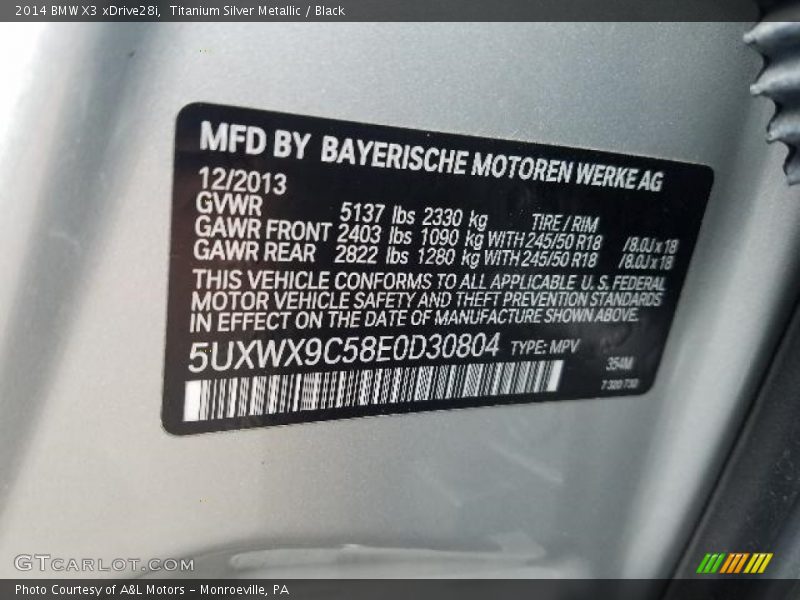 2014 BMW X3 xDrive28i, Titanium Silver Metallic / Black
MFD BY BAYERISCHE MOTOREN WERKE AG
12/2013
GVWR 5137 lbs 2330 kg TIRE / RIM
GAWR FRONT 2403 lbs 1090 kg WITH 245/50 R18 /8.0J x 18
GAWR REAR 2822 lbs 1280 kg WITH 245/50 R18 /8.0J x 18
THIS VEHICLE CONFORMS TO ALL APPLICABLE U.S. FEDERAL
MOTOR VEHICLE SAFETY AND THEFT PREVENTION STANDARDS
IN EFFECT ON THE DATE OF MANUFACTURE SHOWN ABOVE.
5UXWX9C58E0D30804 TYPE: MPV
354M
GTCARLOT.COM
Photo Courtesy of A&L Motors – Monroeville, PA